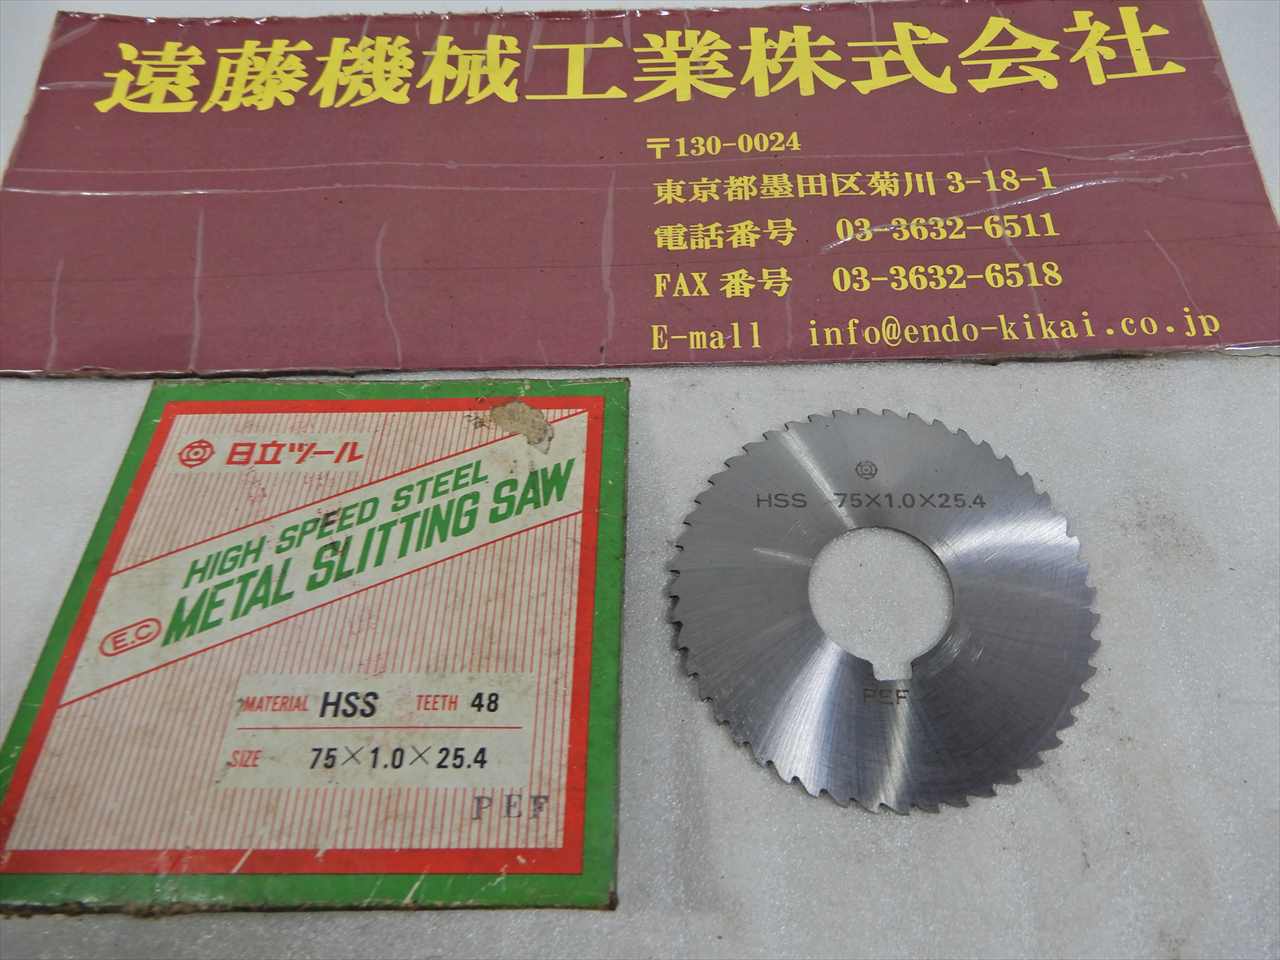 遠藤機械工業株式会社
〒130-0024
東京都墨田区菊川 3-18-1
電話番号 03-3632-6511
FAX 番号 03-3632-6518
E-mall info@endo-kikai.co.jp
日立ツール
HIGH SPEED STEEL
E.C METAL SLITTING SAW
MATERIAL HSS TEETH 48
SIZE 75×1.0×25.4
PEF
HSS 75×1.0×25.4
PEF